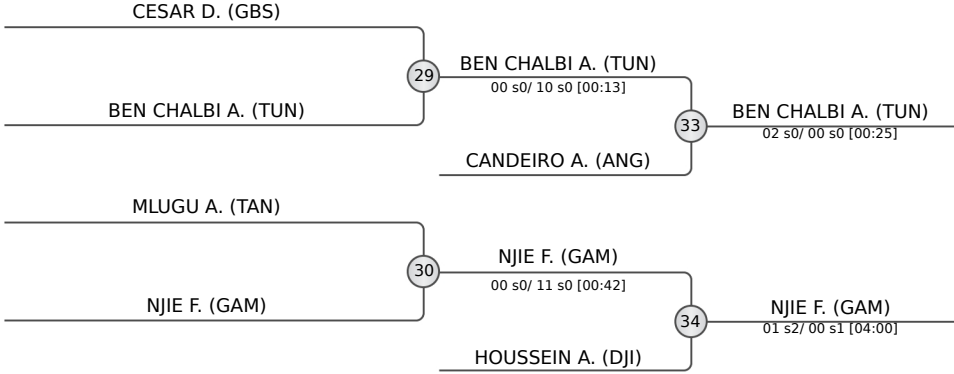 CESAR D. (GBS)
29
BEN CHALBI A. (TUN)
BEN CHALBI A. (TUN)
00 s0/ 10 s0 [00:13]
33
BEN CHALBI A. (TUN)
02 s0/ 00 s0 [00:25]
CANDEIRO A. (ANG)
MLUGU A. (TAN)
30
NJIE F. (GAM)
NJIE F. (GAM)
00 s0/ 11 s0 [00:42]
34
NJIE F. (GAM)
01 s2/ 00 s1 [04:00]
HOUSSEIN A. (DJI)